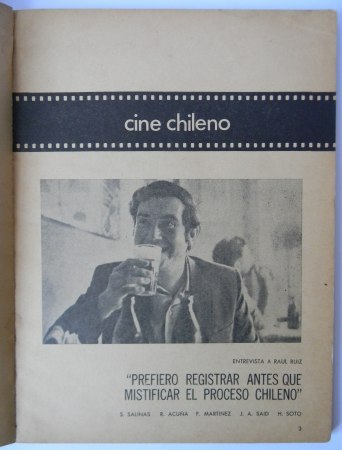 cine chileno
ENTREVISTA A RAUL RUIZ
"PREFIERO REGISTRAR ANTES QUE
MISTIFICAR EL PROCESO CHILENO"
S. SALINAS R. ACUÑA F. MARTINEZ J. A. SAID H. SOTO
3